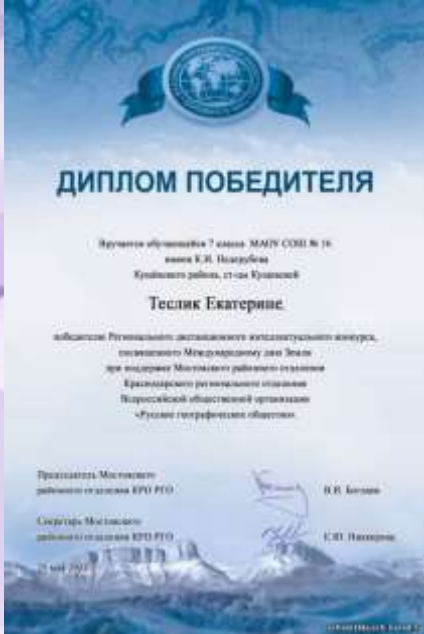 ДИПЛОМ ПОБЕДИТЕЛЯ
Вручается обучающейся 7 класса МАОУ СОШ № 16
имени К.И. Недорубова
района, ст-цы Кущевской
Теслик Екатерине
победителю Регионального дистанционного интеллектуального конкурса,
посвященного Международному дню Земли
при поддержке Мостовского районного отделения
Краснодарского регионального отделения
Всероссийской общественной организации
«Русское географическое общество»
Председатель Мостовского
районного отделения КРО РГО
В.В.
Секретарь Мостовского
районного отделения КРО РГО